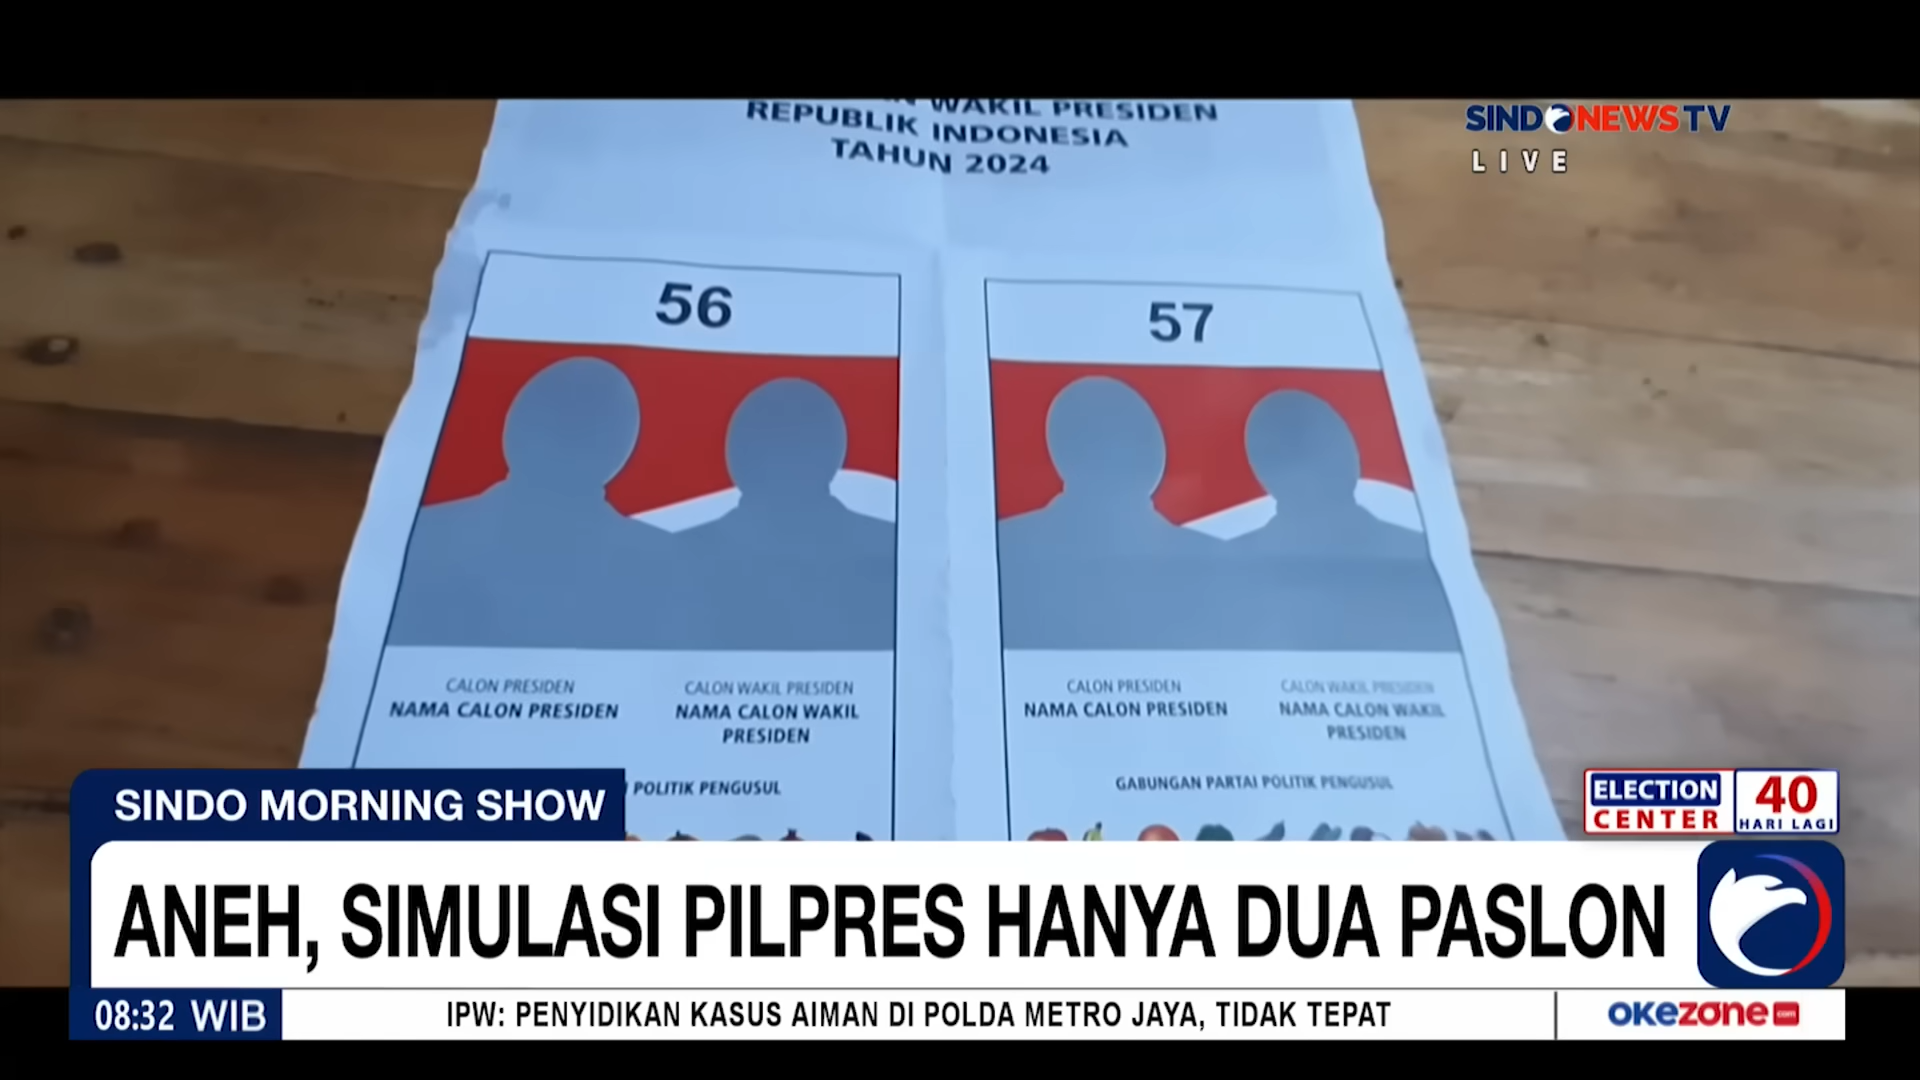 WAKIL PRESIDEN
REPUBLIK INDONESIA
TAHUN 2024
SINDONEWS TV
LIVE
56
57
CALON PRESIDEN
NAMA CALON PRESIDEN
CALON WAKIL PRESIDEN
NAMA CALON WAKIL
PRESIDEN
CALON PRESIDEN
NAMA CALON PRESIDEN
CALON WAKIL PRESIDEN
NAMA CALON WAKIL
PRESIDEN
POLITIK PENGUSUL
GABUNGAN PARTAI POLITIK PENGUSUL
ELECTION
CENTER
40
HARI LAGI
SINDO MORNING SHOW
ANEH, SIMULASI PILPRES HANYA DUA PASLON
08:32 WIB
IPW: PENYIDIKAN KASUS AIMAN DI POLDA METRO JAYA, TIDAK TEPAT
okezone.com